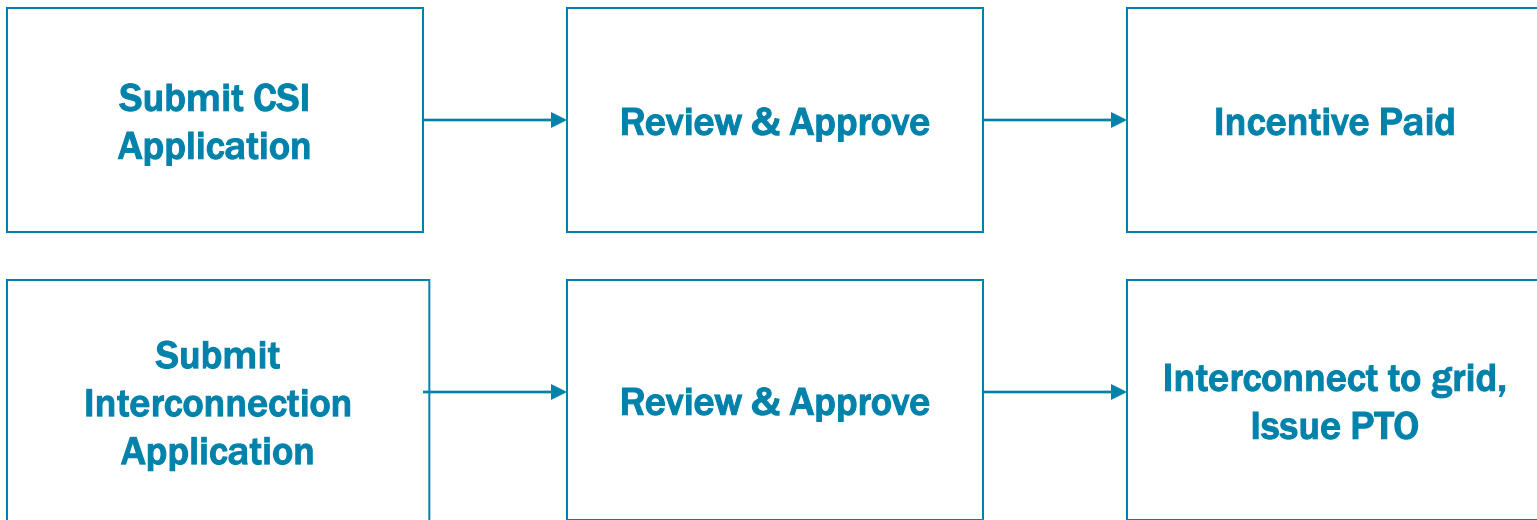 Submit CSI
Application
Review & Approve
Incentive Paid
Submit
Interconnection
Application
Review & Approve
Interconnect to grid,
Issue PTO